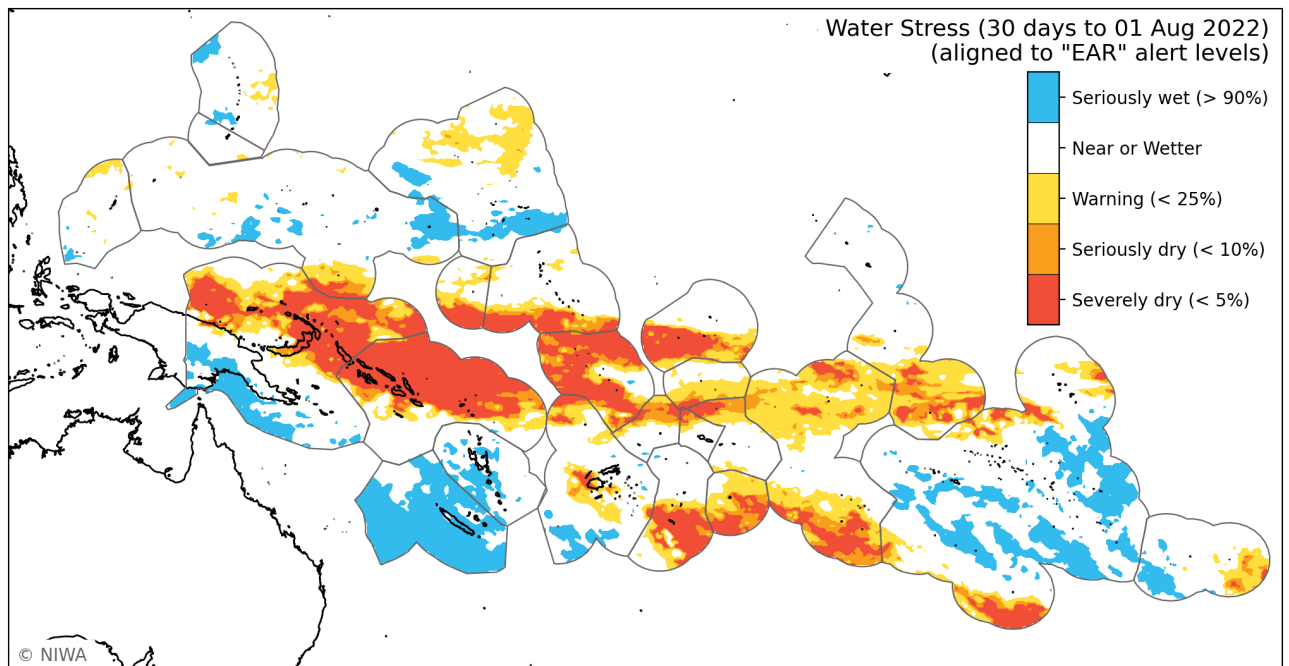 Water Stress (30 days to 01 Aug 2022)
(aligned to "EAR" alert levels)
Seriously wet (> 90%)
Near or Wetter
Warning (< 25%)
Seriously dry (< 10%)
Severely dry (< 5%)
© NIWA